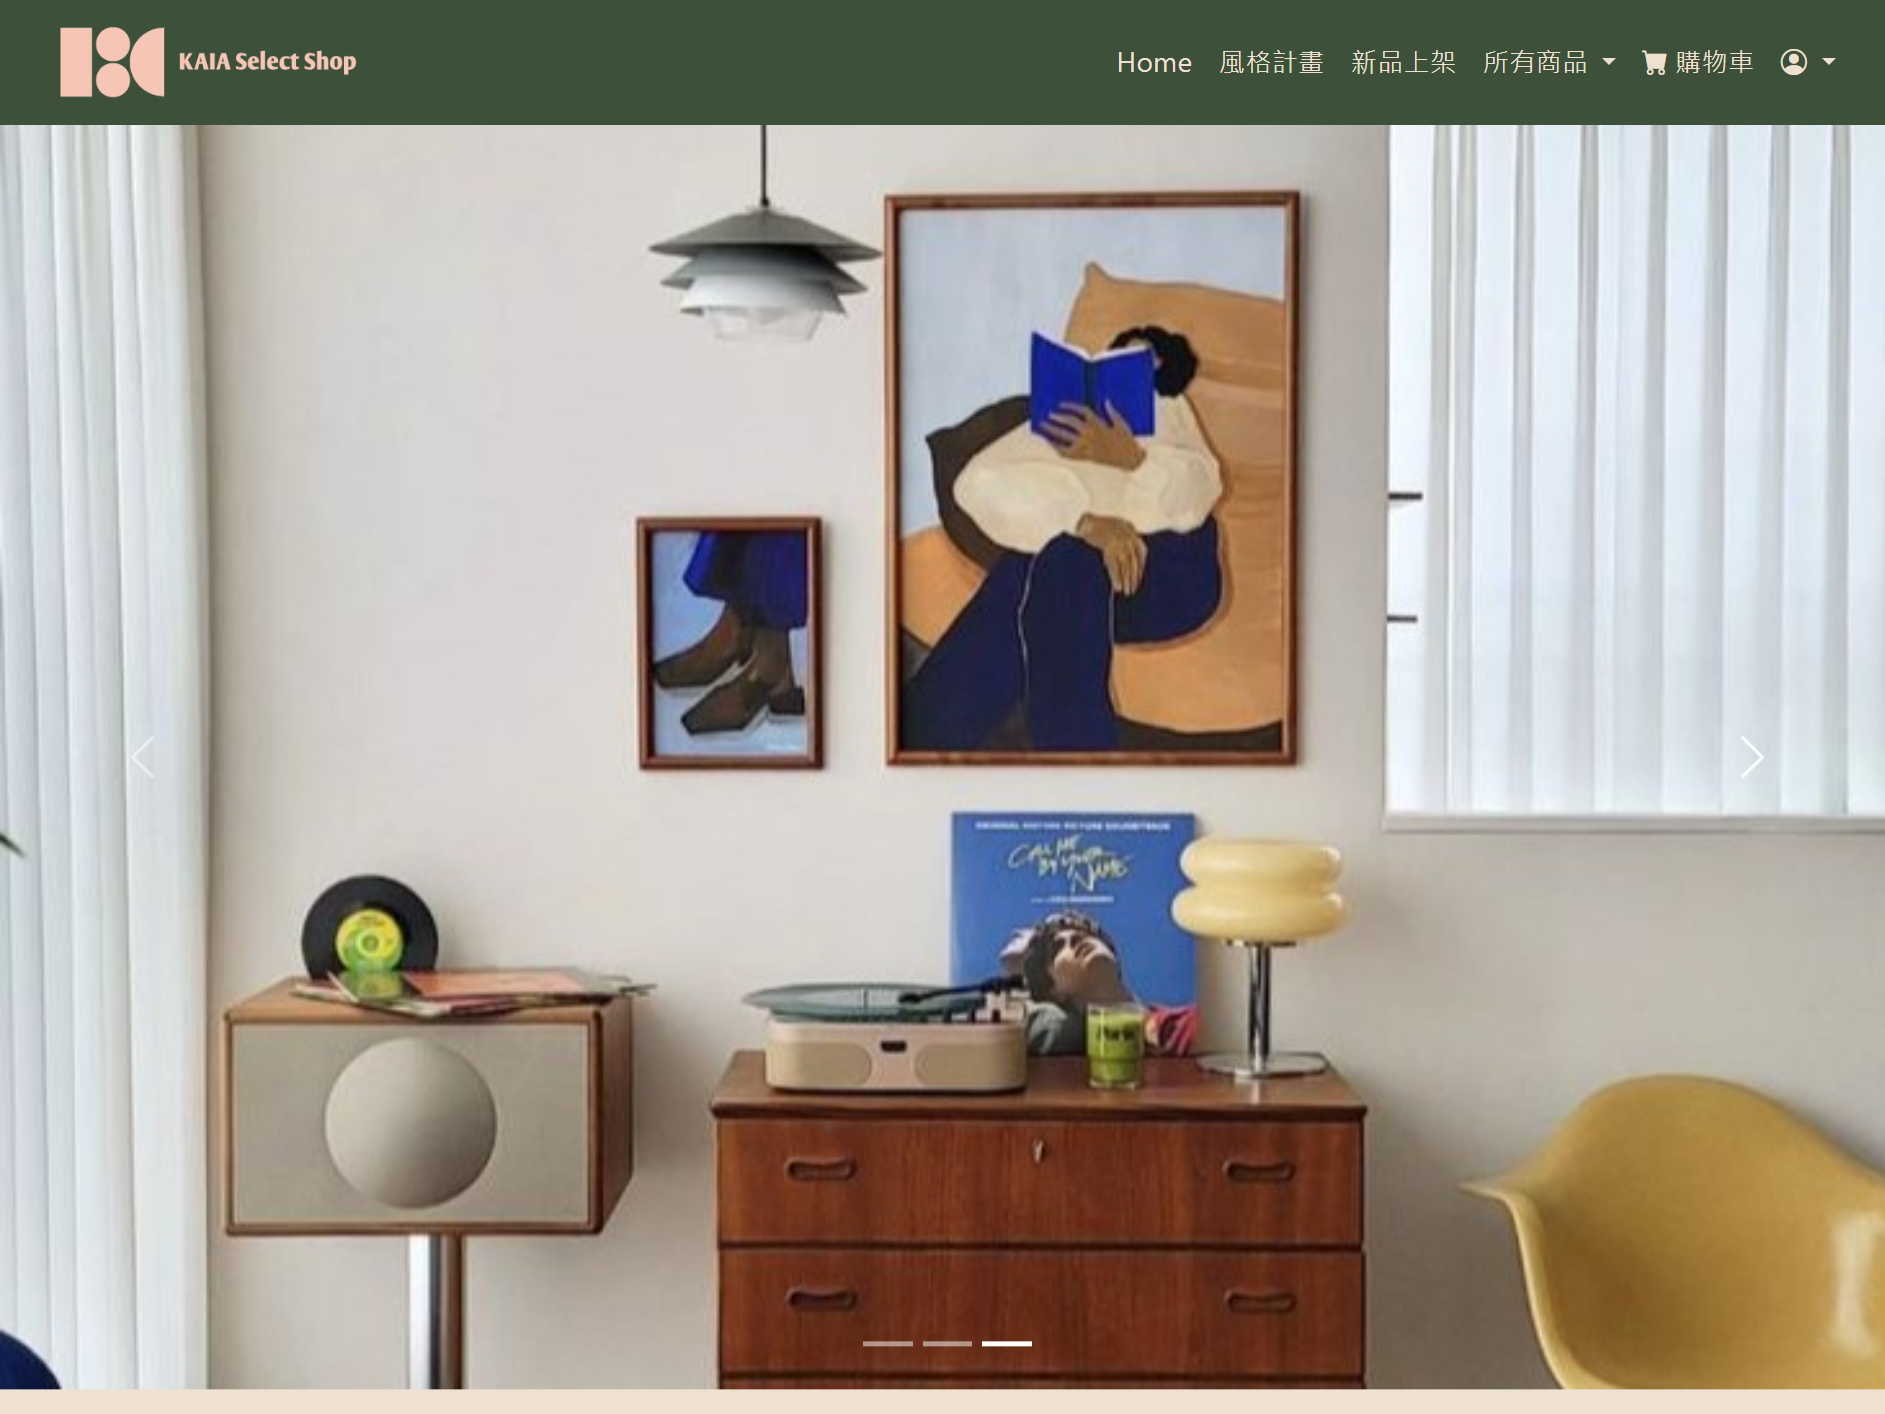 KAIA Select Shop
Home 風格計畫 新品上架 所有商品 購物車
ORIGINAL MOTION PICTURE SOUNDTRACK
CALL ME
BY YOUR
NAME